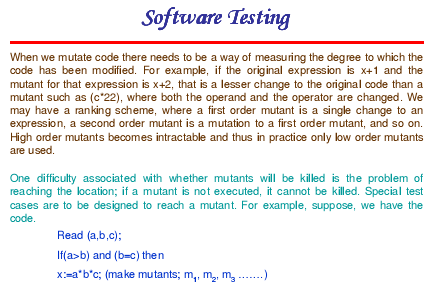 Software Testing
When we mutate code there needs to be a way of measuring the degree to which the
code has been modified. For example, if the original expression is x+1 and the
mutant for that expression is x+2, that is a lesser change to the original code than a
mutant such as (c*22), where both the operand and the operator are changed. We
may have a ranking scheme, where a first order mutant is a single change to an
expression, a second order mutant is a mutation to a first order mutant, and so on.
High order mutants becomes intractable and thus in practice only low order mutants
are used.
One difficulty associated with whether mutants will be killed is the problem of
reaching the location; if a mutant is not executed, it cannot be killed. Special test
cases are to be designed to reach a mutant. For example, suppose, we have the
code.
Read (a,b,c);
If(a>b) and (b=c) then
x:=a*b*c; (make mutants; m₁, m₂, m₃ …….)